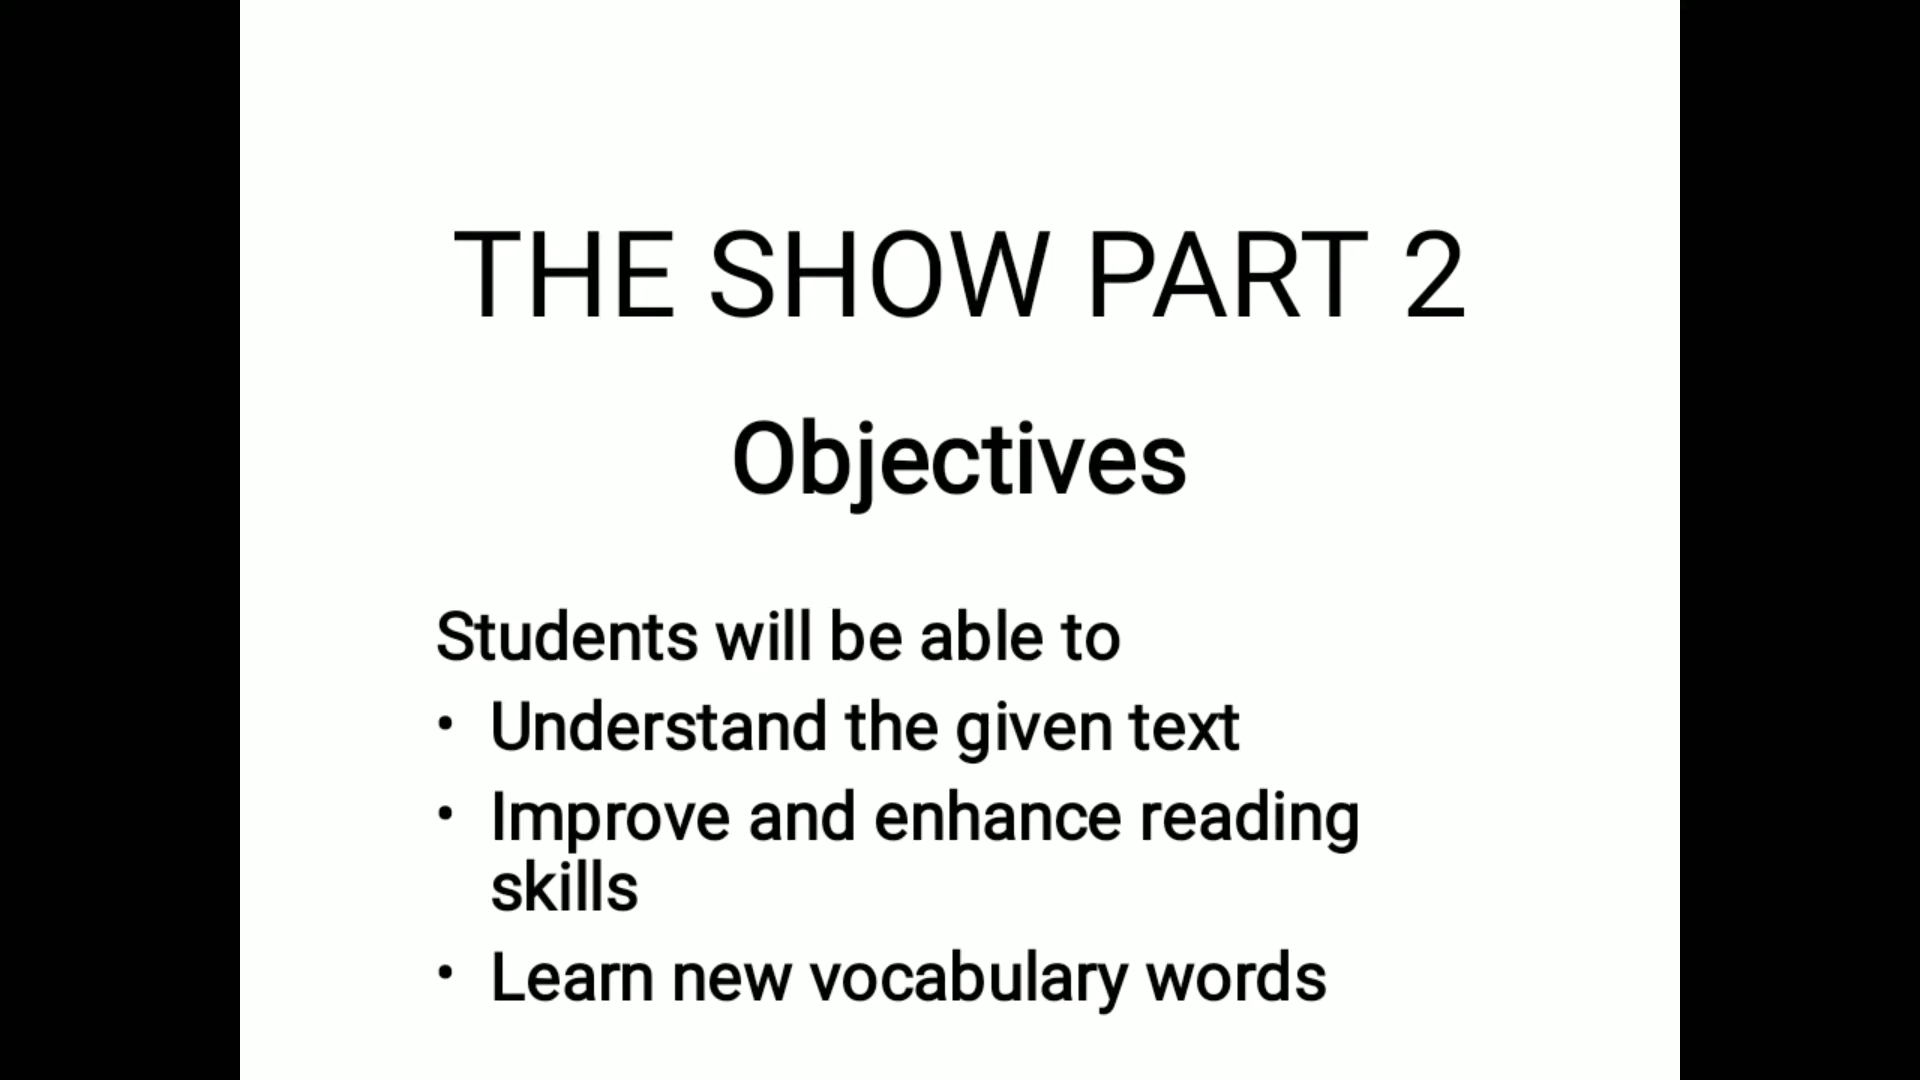 THE SHOW PART 2
Objectives
Students will be able to
• Understand the given text
• Improve and enhance reading
skills
• Learn new vocabulary words